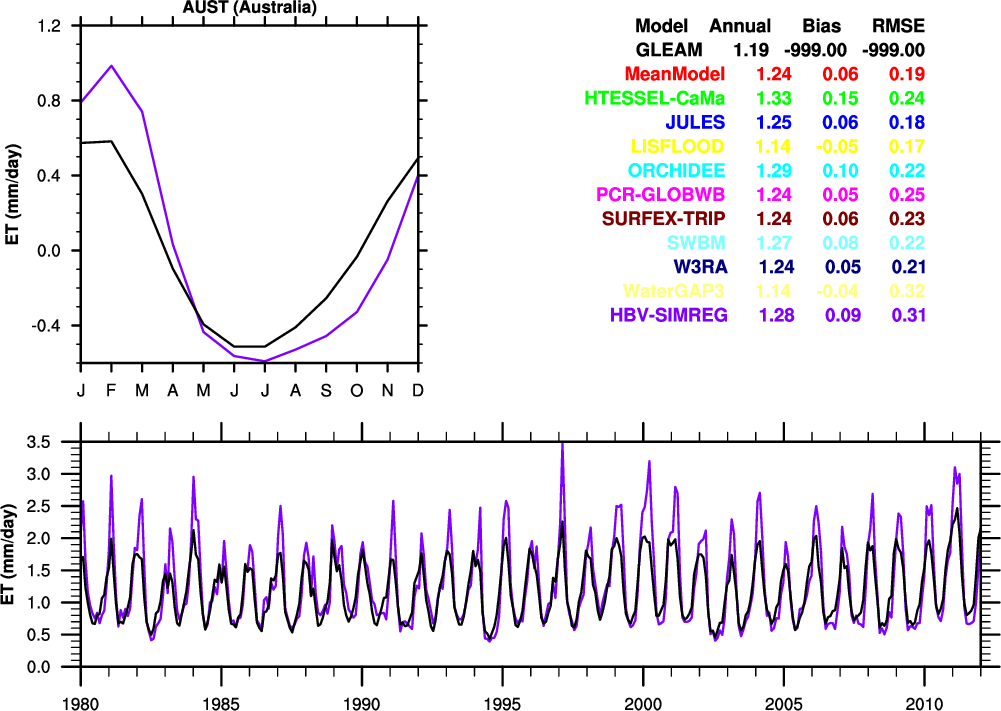 AUST (Australia)
1.2
0.8
0.4
0.0
-0.4
ET (mm/day)
J F M A M J J A S O N D
Model Annual Bias RMSE
GLEAM 1.19 -999.00 -999.00
MeanModel 1.24 0.06 0.19
HTESSEL-CaMa 1.33 0.15 0.24
JULES 1.25 0.06 0.18
LISFLOOD 1.14 -0.05 0.17
ORCHIDEE 1.29 0.10 0.22
PCR-GLOBWB 1.24 0.05 0.25
SURFEX-TRIP 1.24 0.06 0.23
SWBM 1.27 0.08 0.22
W3RA 1.24 0.05 0.21
WaterGAP3 1.14 -0.04 0.32
HBV-SIMREG 1.28 0.09 0.31
3.5
3.0
2.5
2.0
1.5
1.0
0.5
0.0
ET (mm/day)
1980 1985 1990 1995 2000 2005 2010